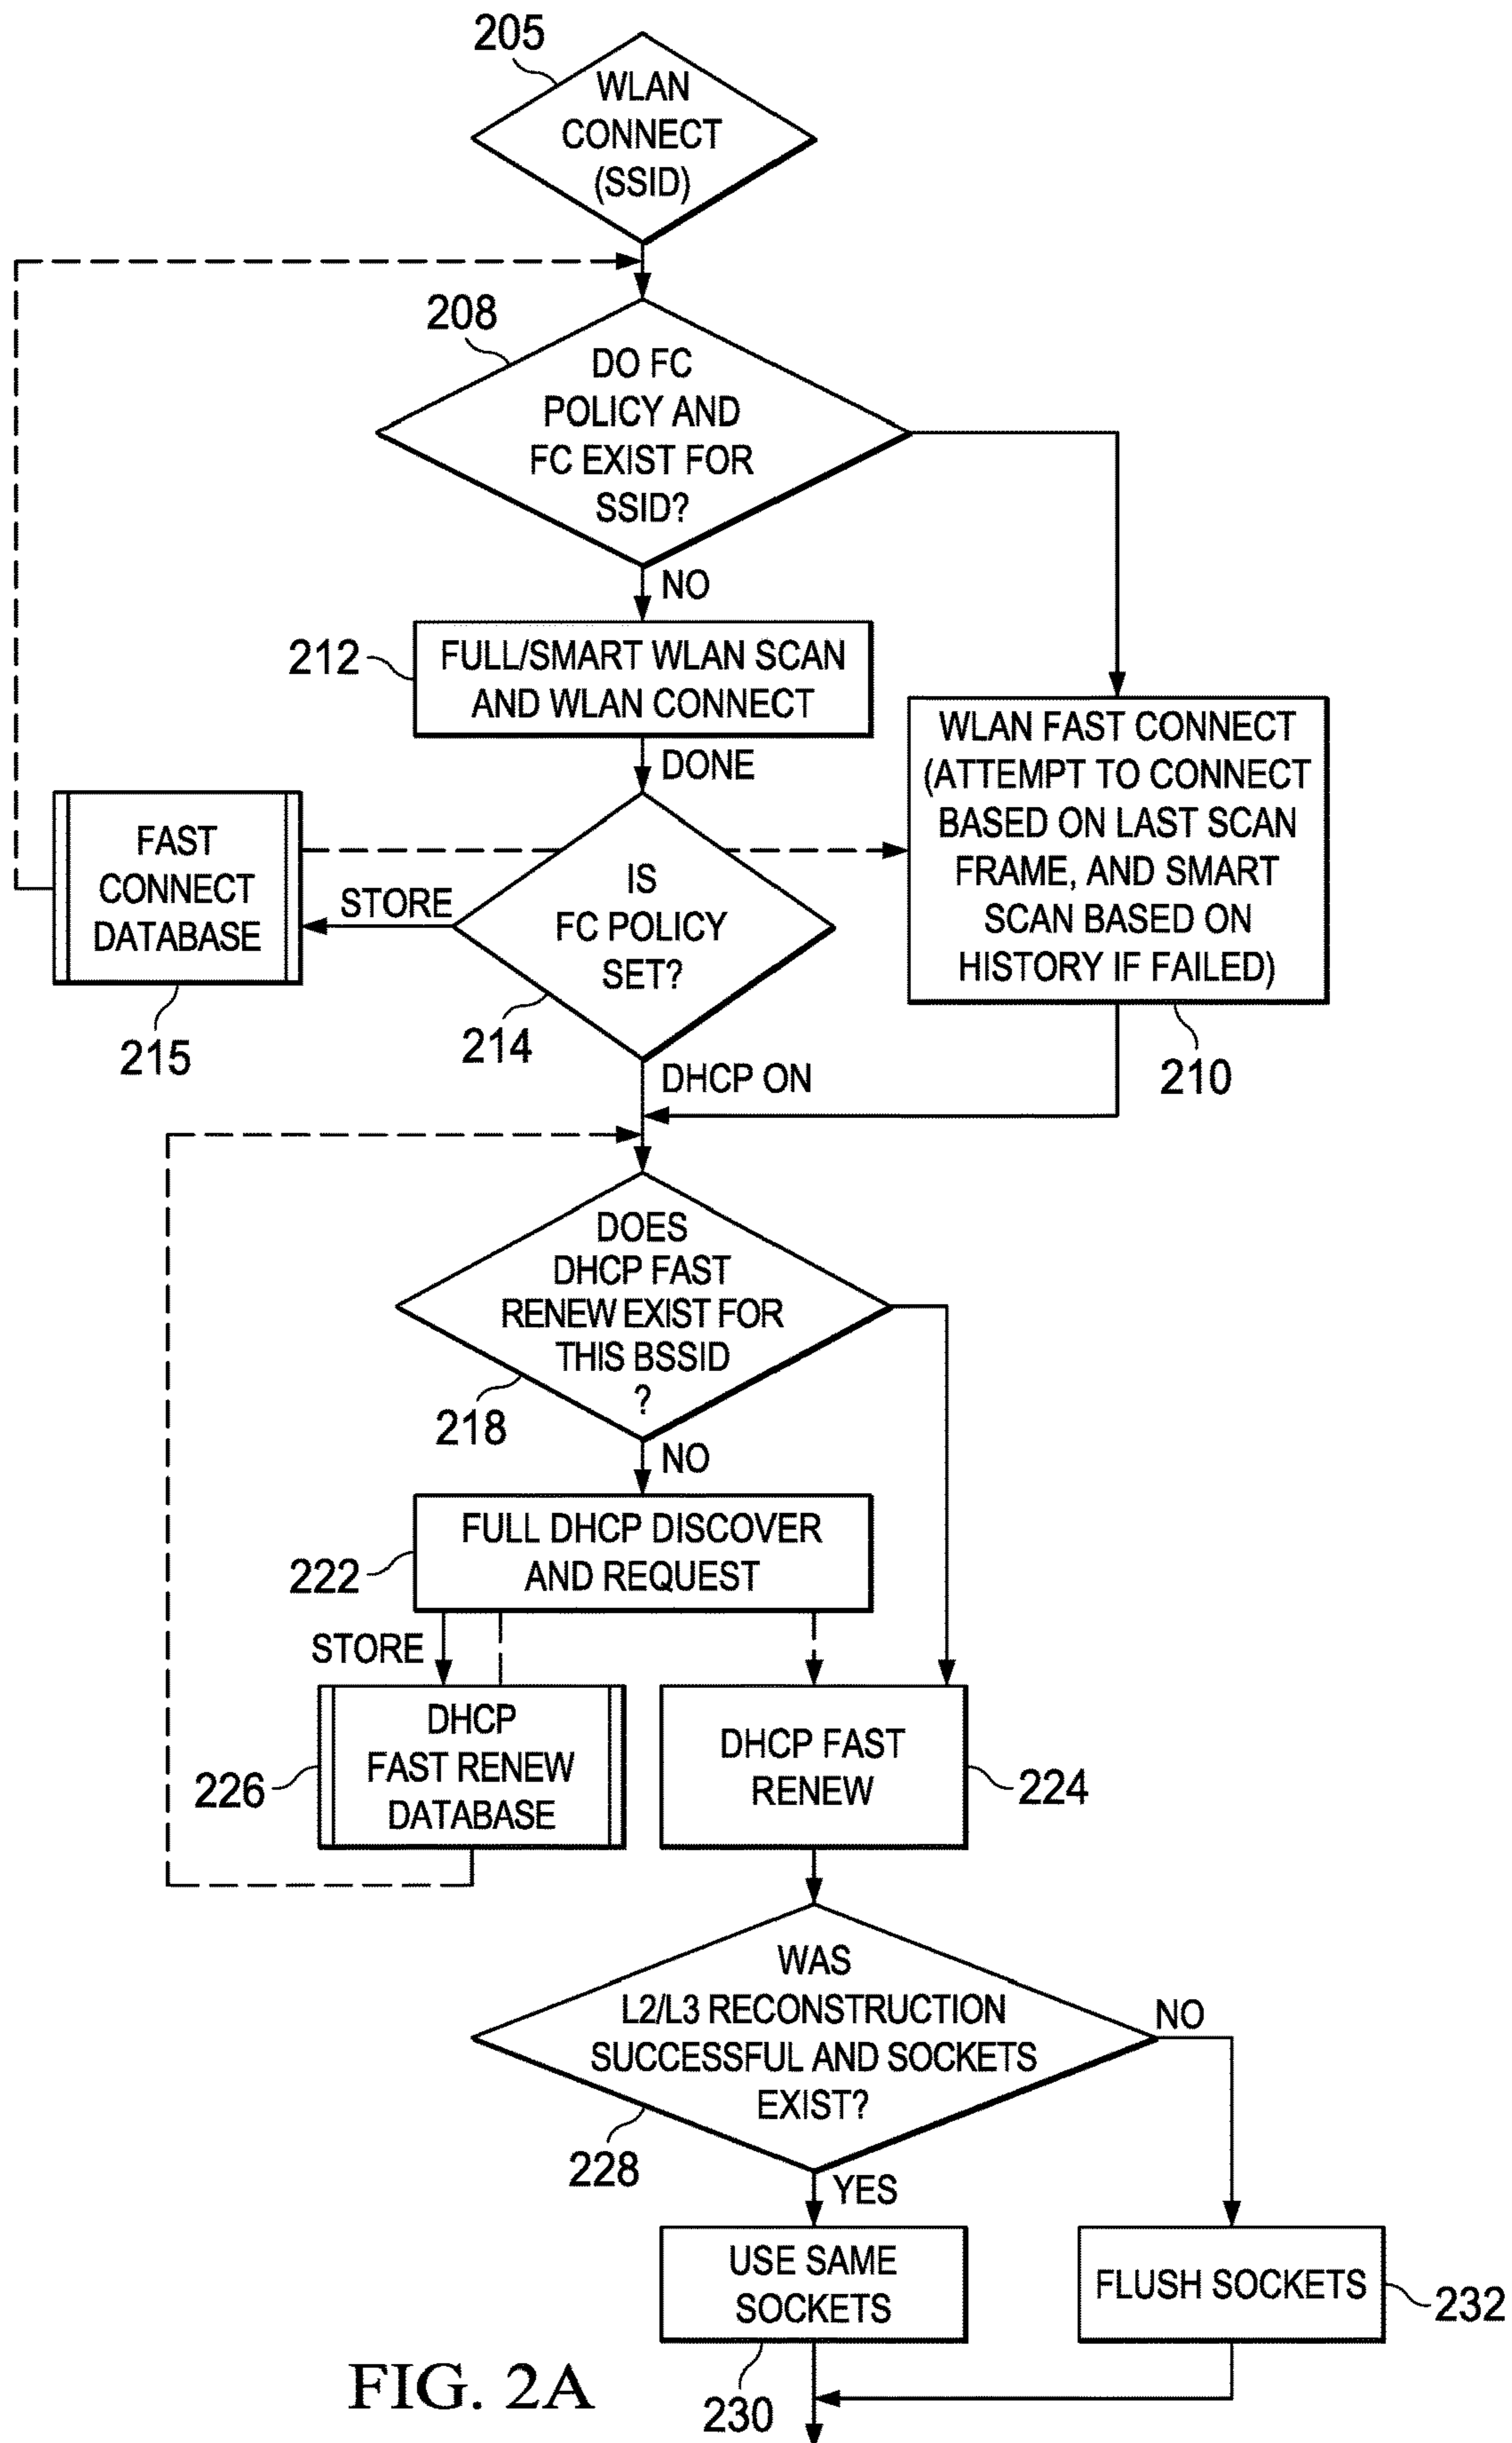 205
WLAN
CONNECT
(SSID)
208
DO FC
POLICY AND
FC EXIST FOR
SSID?
NO
212
FULL/SMART WLAN SCAN
AND WLAN CONNECT
DONE
WLAN FAST CONNECT
(ATTEMPT TO CONNECT
BASED ON LAST SCAN
FRAME, AND SMART
SCAN BASED ON
HISTORY IF FAILED)
210
FAST
CONNECT
DATABASE
215
STORE
IS
FC POLICY
SET?
214
DHCP ON
DOES
DHCP FAST
RENEW EXIST FOR
THIS BSSID
?
218
NO
222
FULL DHCP DISCOVER
AND REQUEST
STORE
226
DHCP
FAST RENEW
DATABASE
DHCP FAST
RENEW
224
WAS
L2/L3 RECONSTRUCTION
SUCCESSFUL AND SOCKETS
EXIST?
228
NO
YES
USE SAME
SOCKETS
230
FLUSH SOCKETS
232
FIG. 2A